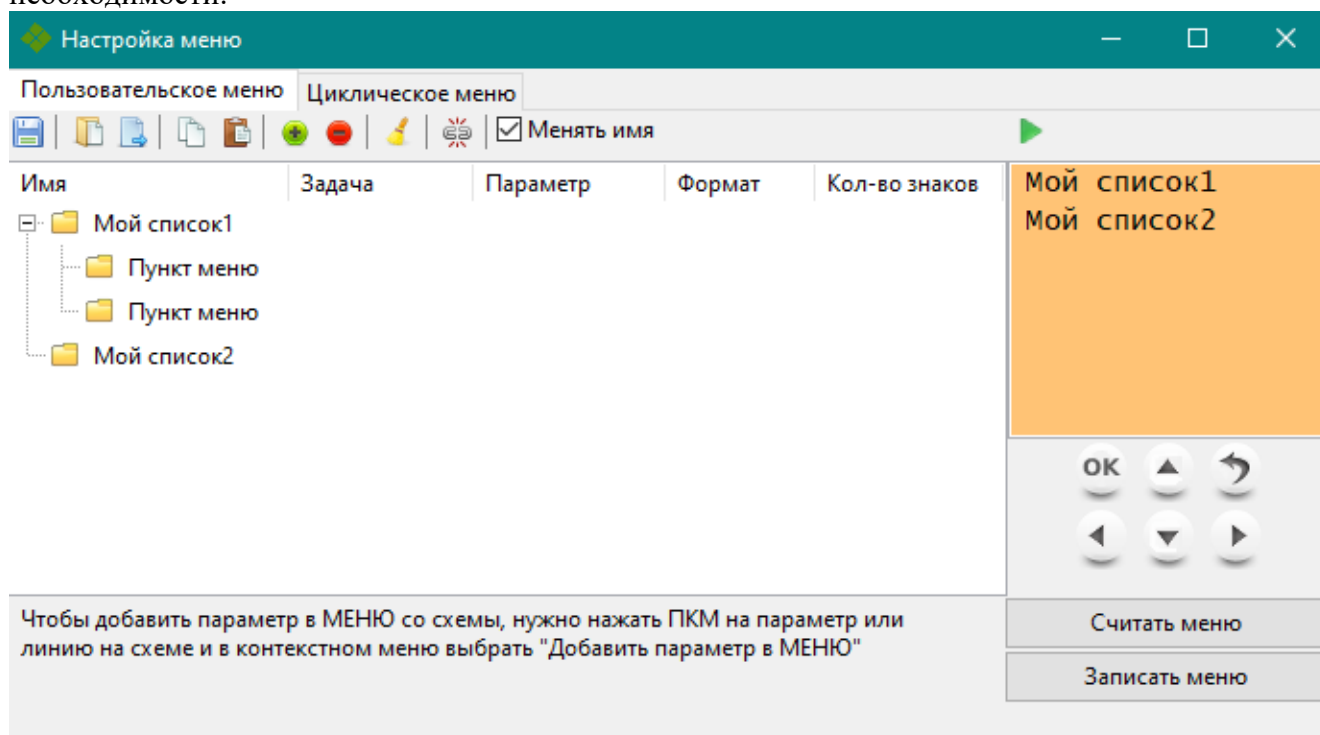 необходимости.
Настройка меню
Пользовательское меню Циклическое меню
Менять имя
Имя Задача Параметр Формат Кол-во знаков
Мой список1
Пункт меню
Пункт меню
Мой список2
Мой список1
Мой список2
OK
Чтобы добавить параметр в МЕНЮ со схемы, нужно нажать ПКМ на параметр или
линию на схеме и в контекстном меню выбрать "Добавить параметр в МЕНЮ"
Считать меню
Записать меню